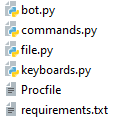 bot.py
commands.py
file.py
keyboards.py
Procfile
requirements.txt